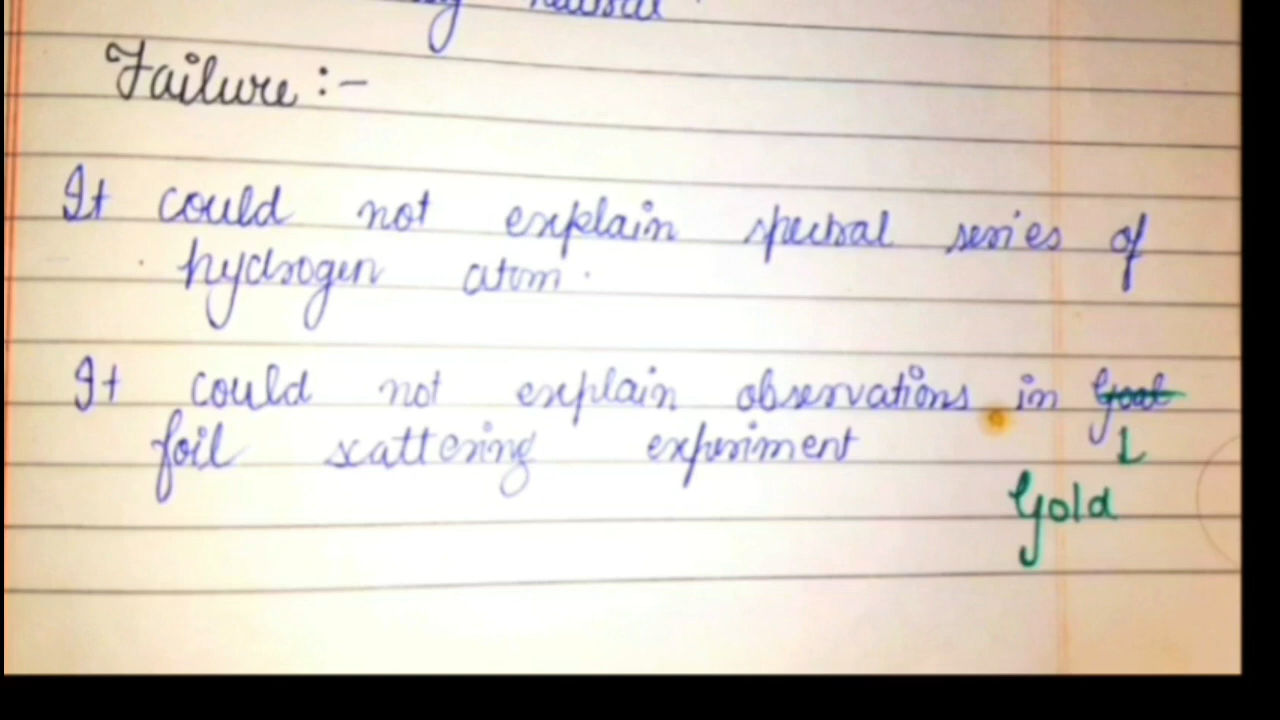 Failure :-
It could not explain spectral series of
hydrogen atom.
It could not explain observations in
foil scattering experiment
Gold